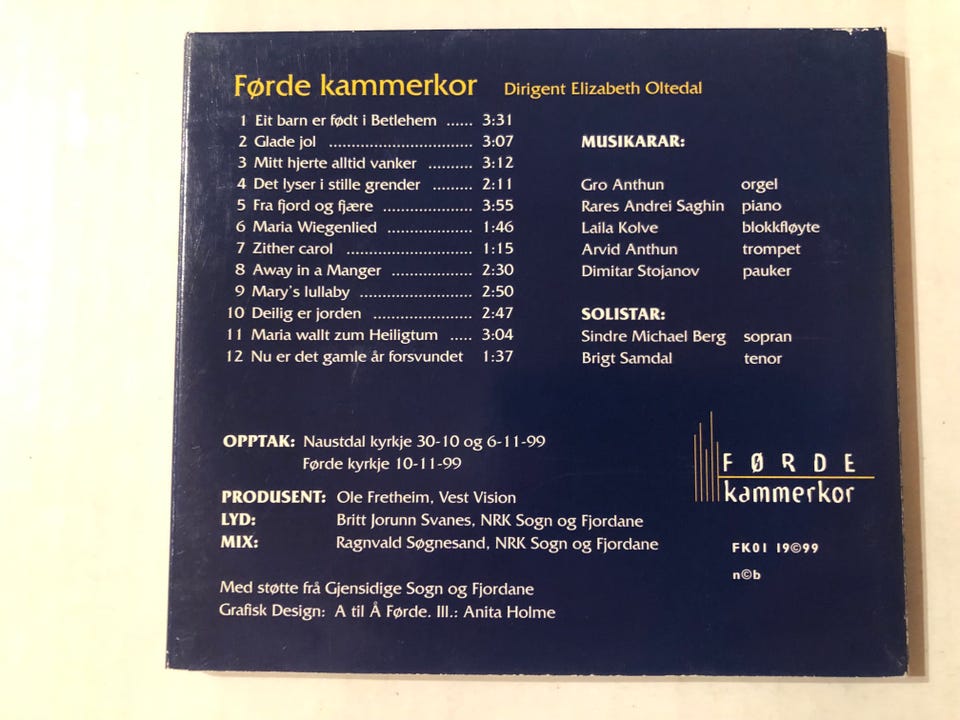 Førde kammerkor Dirigent Elizabeth Oltedal
1 Eit barn er født i Betlehem ...... 3:31
2 Glade jol ................................ 3:07
3 Mitt hjerte alltid vanker .......... 3:12
4 Det lyser i stille grender ......... 2:11
5 Fra fjord og fjære .................... 3:55
6 Maria Wiegenlied ................... 1:46
7 Zither carol ............................ 1:15
8 Away in a Manger .................. 2:30
9 Mary's lullaby ......................... 2:50
10 Deilig er jorden ...................... 2:47
11 Maria wallt zum Heiligtum ..... 3:04
12 Nu er det gamle år forsvundet 1:37
MUSIKARAR:
Gro Anthun orgel
Rares Andrei Saghin piano
Laila Kolve blokkfløyte
Arvid Anthun trompet
Dimitar Stojanov pauker
SOLISTAR:
Sindre Michael Berg sopran
Brigt Samdal tenor
OPPTAK: Naustdal kyrkje 30-10 og 6-11-99
Førde kyrkje 10-11-99
PRODUSENT: Ole Fretheim, Vest Vision
LYD: Britt Jorunn Svanes, NRK Sogn og Fjordane
MIX: Ragnvald Søgnesand, NRK Sogn og Fjordane
Med støtte frå Gjensidige Sogn og Fjordane
Grafisk Design: A til Å Førde. Ill.: Anita Holme
FØRDE
kammerkor
FK01 19©99
n©b